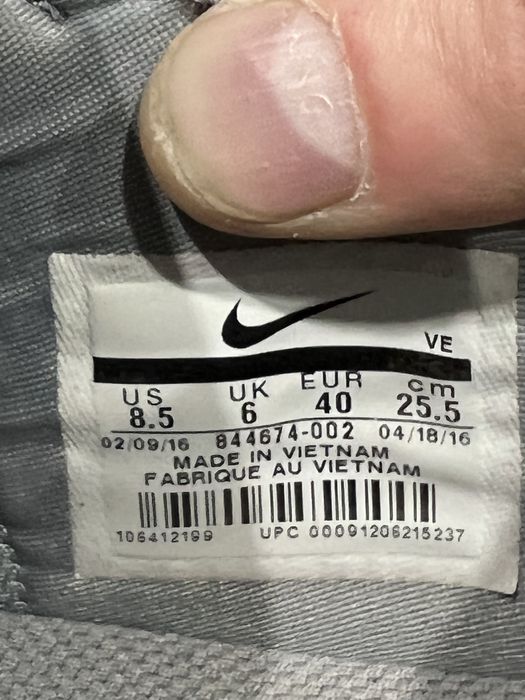 VE
US UK EUR cm
8.5 6 40 25.5
02/09/16 844674-002 04/18/16
MADE IN VIETNAM
FABRIQUE AU VIETNAM
106412199 UPC 00091206215237